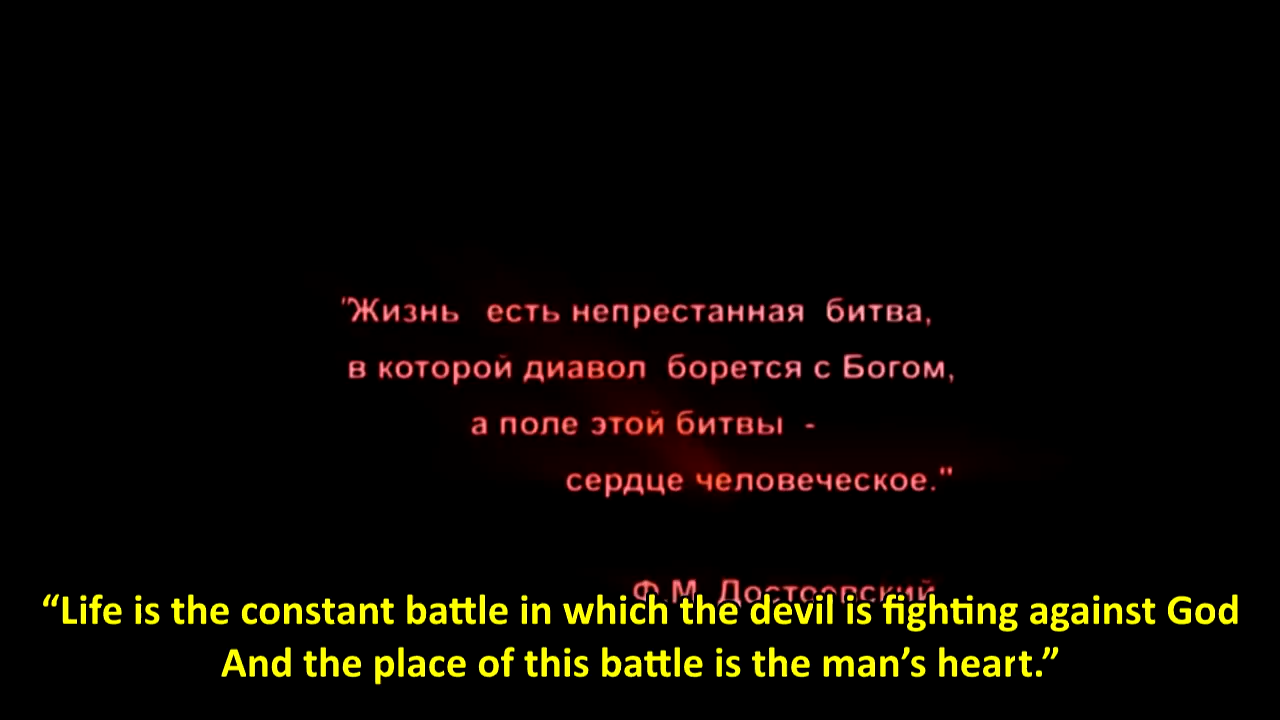 "Жизнь есть непрестанная битва,
в которой диавол борется с Богом,
а поле этой битвы -
сердце человеческое."
Ф.М. Достоевский
“Life is the constant battle in which the devil is fighting against God
And the place of this battle is the man’s heart.”